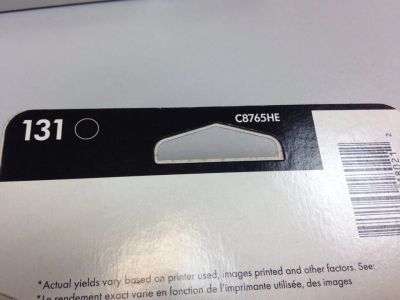 131
C8765HE
*Actual yields vary based on printer used, images printed and other factors. See:
*Le rendement exact varie en fonction de l'imprimante utilisée, des images